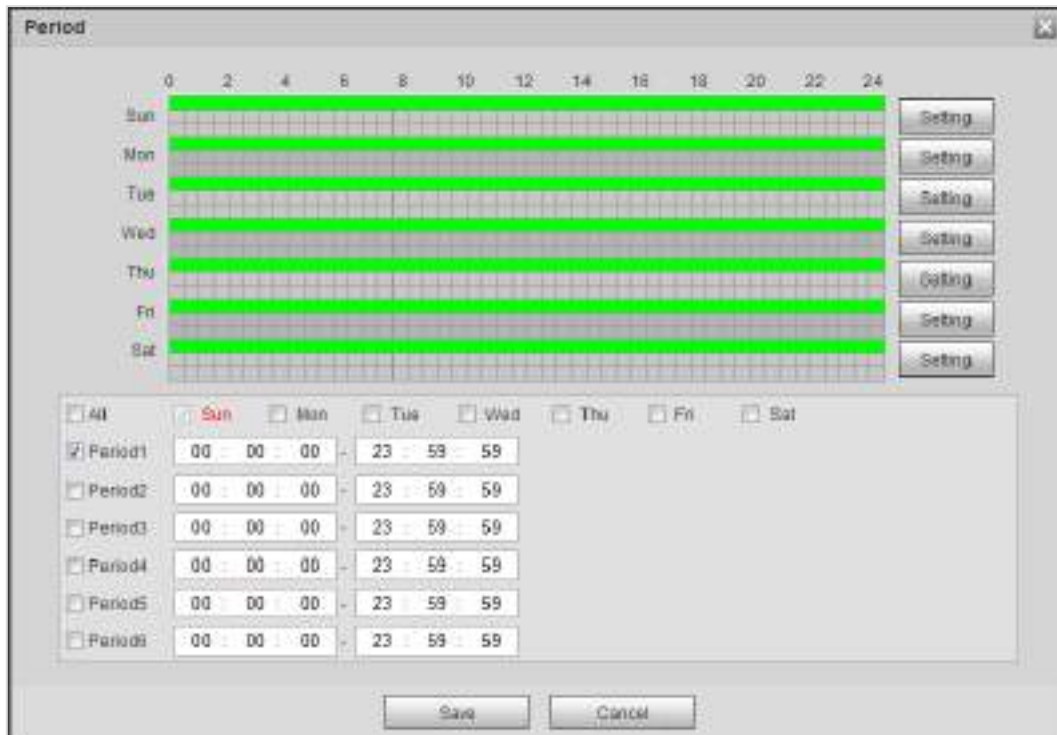 Period
0 2 4 6 8 10 12 14 16 18 20 22 24
Sun Setting
Mon Setting
Tue Setting
Wed Setting
Thu Setting
Fri Setting
Sat Setting
All Sun Mon Tue Wed Thu Fri Sat
Period1 00 : 00 : 00 - 23 : 59 : 59
Period2 00 : 00 : 00 - 23 : 59 : 59
Period3 00 : 00 : 00 - 23 : 59 : 59
Period4 00 : 00 : 00 - 23 : 59 : 59
Period5 00 : 00 : 00 - 23 : 59 : 59
Period6 00 : 00 : 00 - 23 : 59 : 59
Save Cancel